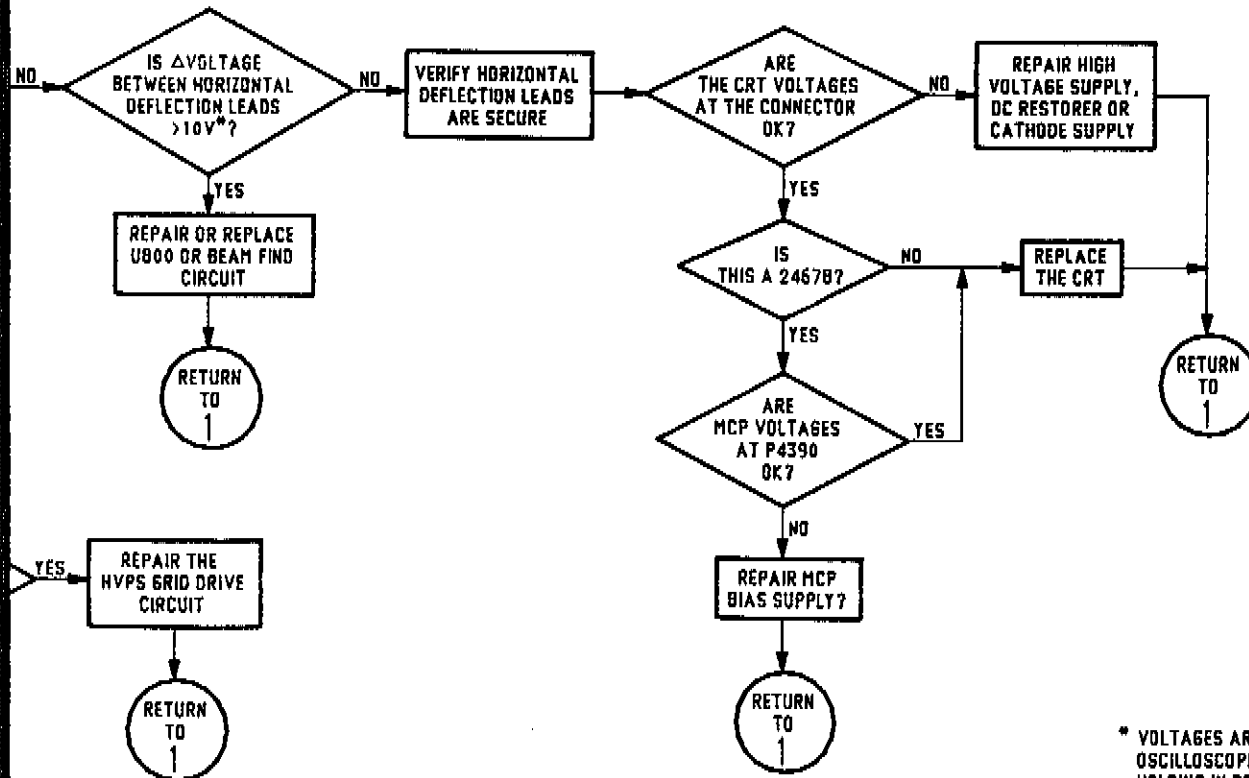 NO
IS ΔVOLTAGE
BETWEEN HORIZONTAL
DEFLECTION LEADS
>10V*?
NO
VERIFY HORIZONTAL
DEFLECTION LEADS
ARE SECURE
ARE
THE CRT VOLTAGES
AT THE CONNECTOR
OK?
NO
REPAIR HIGH
VOLTAGE SUPPLY,
DC RESTORER OR
CATHODE SUPPLY
YES
REPAIR OR REPLACE
U800 OR BEAM FIND
CIRCUIT
RETURN
TO
1
YES
IS
THIS A 2467B?
NO
REPLACE
THE CRT
RETURN
TO
1
YES
ARE
MCP VOLTAGES
AT P4390
OK?
YES
NO
REPAIR MCP
BIAS SUPPLY?
RETURN
TO
1
YES
REPAIR THE
HVPS GRID DRIVE
CIRCUIT
RETURN
TO
1
* VOLTAGES AR
OSCILLOSCOP